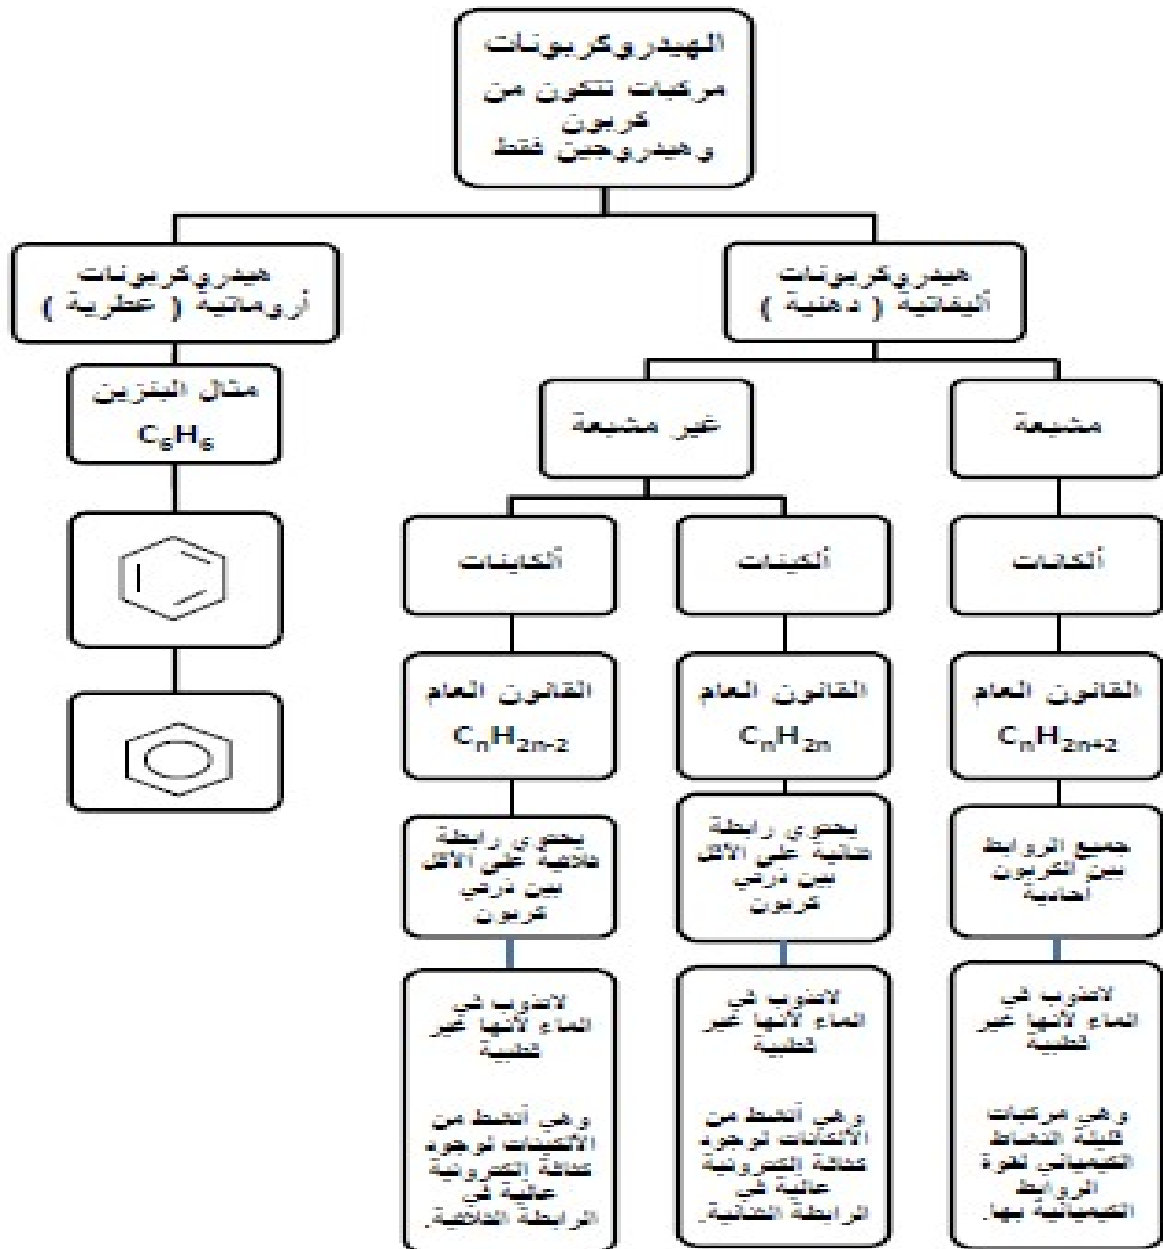 الهيدروكربونات
مركبات تتكون من
كربون
وهيدروجين فقط
هيدروكربونات
أليفاتية ( دهنية )
هيدروكربونات
أروماتية ( عطرية )
مشبعة
غير مشبعة
مثال البنزين
C₆H₆
ألكانات
ألكينات
ألكاينات
القانون العام
CₙH₂ₙ₊₂
القانون العام
CₙH₂ₙ
القانون العام
CₙH₂ₙ₋₂
جميع الروابط
بين الكربون
أحادية
يحتوي رابطة
ثنائية على الأقل
بين ذرتي
كربون
يحتوي رابطة
ثلاثية على الأقل
بين ذرتي
كربون
لاتذوب في
الماء لأنها غير
قطبية
وهي مركبات
قليلة النشاط
الكيميائي لقوة
الروابط
الكيميائية بها.
لاتذوب في
الماء لأنها غير
قطبية
وهي أنشط من
الألكانات لوجود
كثافة إلكترونية
عالية في
الرابطة الثنائية.
لاتذوب في
الماء لأنها غير
قطبية
وهي أنشط من
الألكينات لوجود
كثافة إلكترونية
عالية في
الرابطة الثلاثية.